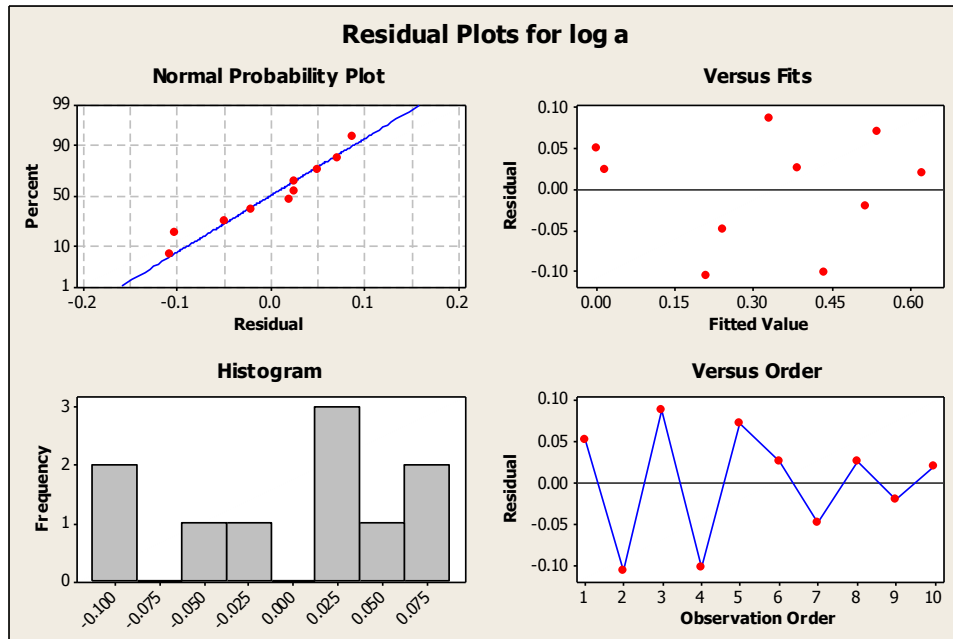 Residual Plots for log a
Normal Probability Plot
Percent
99
90
50
10
1
-0.2 -0.1 0.0 0.1 0.2
Residual
Versus Fits
Residual
0.10
0.05
0.00
-0.05
-0.10
0.00 0.15 0.30 0.45 0.60
Fitted Value
Histogram
Frequency
3
2
1
0
-0.100 -0.075 -0.050 -0.025 0.000 0.025 0.050 0.075
Versus Order
Residual
0.10
0.05
0.00
-0.05
-0.10
1 2 3 4 5 6 7 8 9 10
Observation Order